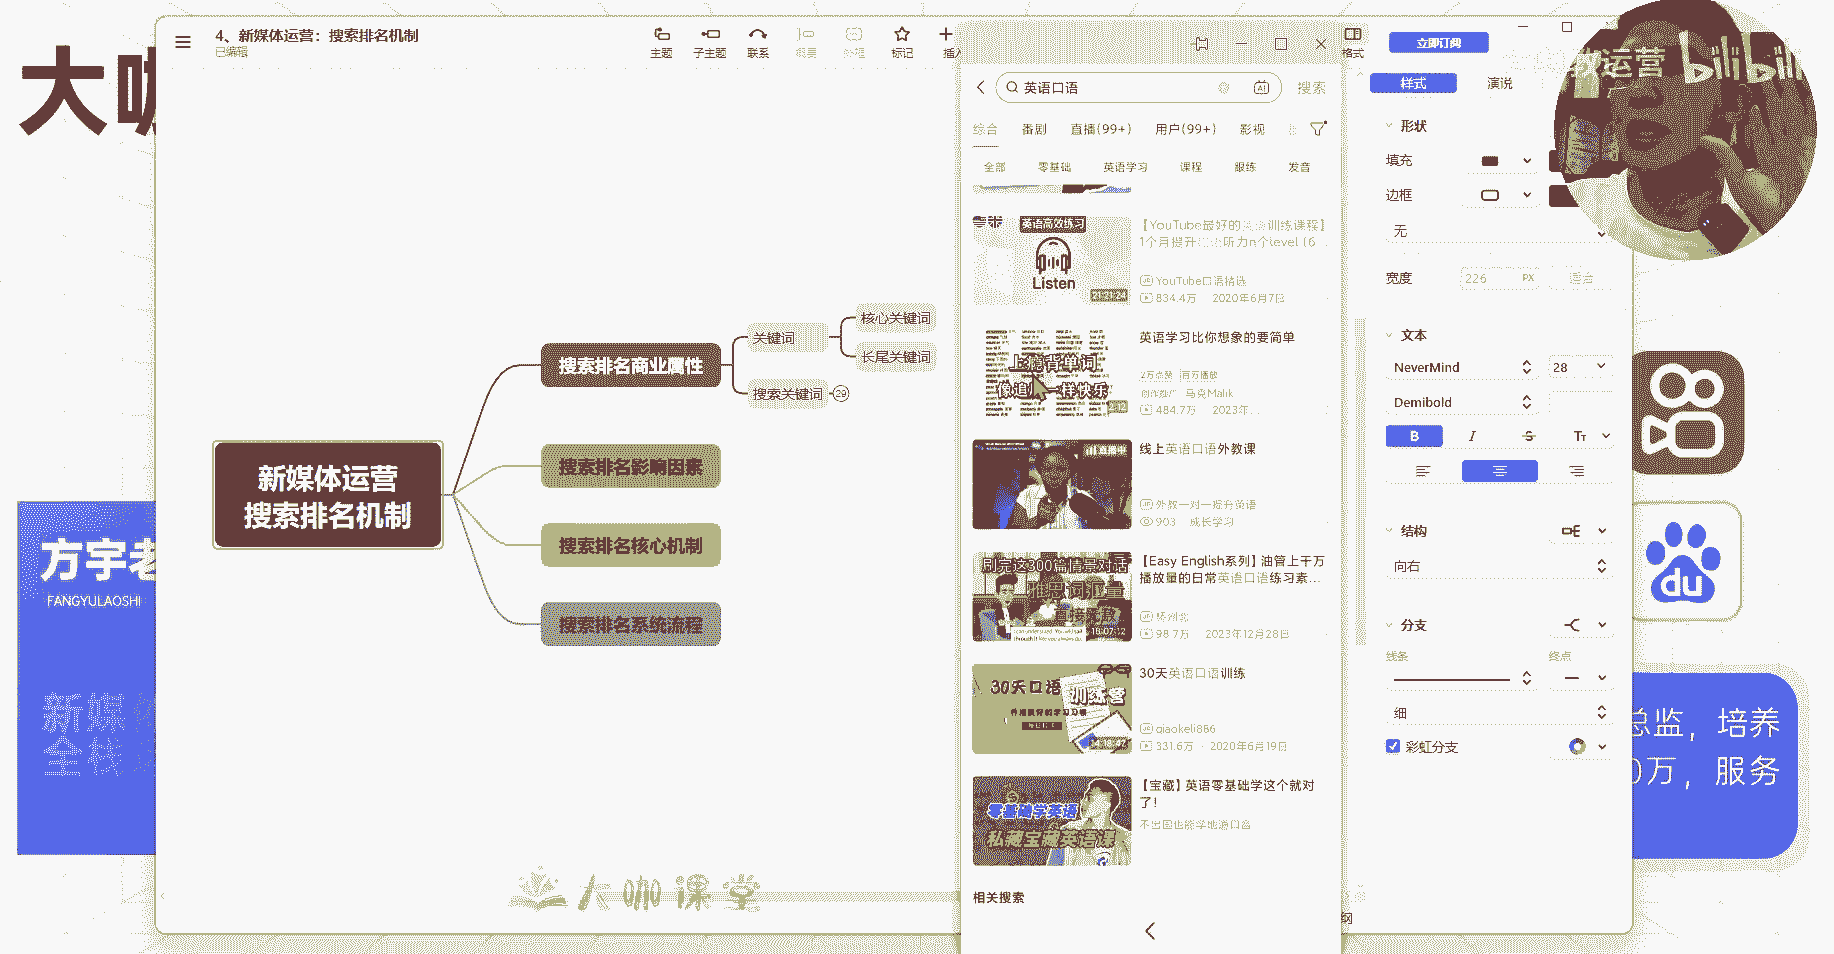 大咖
4、新媒体运营：搜索排名机制
已编辑
主题
子主题
联系
概要
外框
标记
插入
格式
立即订阅
教运营
bilibili
样式
演说
形状
填充
边框
无
宽度
226
PX
文本
NeverMind
28
Demibold
B
I
S
Tт
结构
向右
分支
线条
终点
细
彩虹分支
新媒体运营
搜索排名机制
搜索排名商业属性
关键词
核心关键词
长尾关键词
搜索关键词
29
搜索排名影响因素
搜索排名核心机制
搜索排名系统流程
英语口语
AI
搜索
综合
番剧
直播(99+)
用户(99+)
影视
全部
零基础
英语学习
课程
跟练
发音
英语高效练习
Listen
【YouTube最好的英语训练课程】
1个月提升口语听力n个level (6
YouTube口语精选
834.4万
2020年6月7日
上瘾背单词
像追 一样快乐
英语学习比你想象的要简单
2万点赞
百万播放
创作推广
马克Malik
484.7万
2023年..
直播中
线上英语口语外教课
外教一对一提升英语
903
成长学习
刷完这300篇情景对话
雅思词汇量
直接无敌
18:07:12
【Easy English系列】油管上千万
播放量的日常英语口语练习素...
98.7万
2023年12月28日
30天口语
训练营
30天英语口语训练
qiaokeli886
331.6万 · 2020年6月19日
零基础学英语
私藏宝藏英语课
【宝藏】英语零基础学这个就对
了！
不出国也能学地道口音
相关搜索
方宇老
FANGYULAOSHI
新媒体
全栈
大咖课堂
du
总监，培养
0万，服务